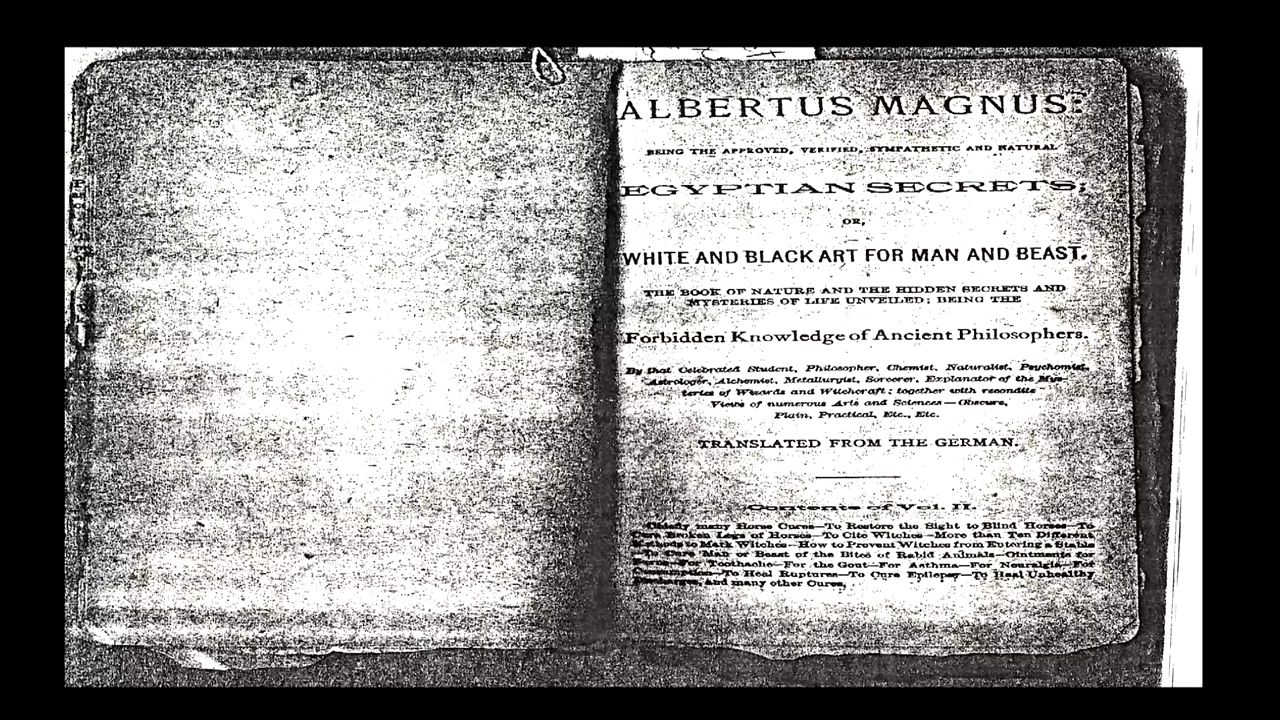 ALBERTUS MAGNUS:
BEING THE APPROVED, VERIFIED, SYMPATHETIC AND NATURAL
EGYPTIAN SECRETS;
OR,
WHITE AND BLACK ART FOR MAN AND BEAST.
THE BOOK OF NATURE AND THE HIDDEN SECRETS AND
MYSTERIES OF LIFE UNVEILED; BEING THE
Forbidden Knowledge of Ancient Philosophers.
By that Celebrated Student, Philosopher, Chemist, Naturalist, Psychomist,
Astrologer, Alchemist, Metallurgist, Sorcerer, Explanator of the Mys-
teries of Wizards and Witchcraft; together with recondite
Views of numerous Arts and Sciences—Obscure,
Plain, Practical, Etc., Etc.
TRANSLATED FROM THE GERMAN.
Contents of Vol. II.
many Horse Cures—To Restore the Sight to Blind Horses—To
Cure Broken Legs of Horses—To Cite Witches—More than Ten Different
Methods to Mark Witches—How to Prevent Witches from Entering a Stable
—To Cure Man or Beast of the Bites of Rabid Animals—Ointments for
Toothache—For the Gout—For Asthma—For Neuralgia—For
To Heal Ruptures—To Cure Epilepsy—To Heal Unhealthy
and many other Cures,